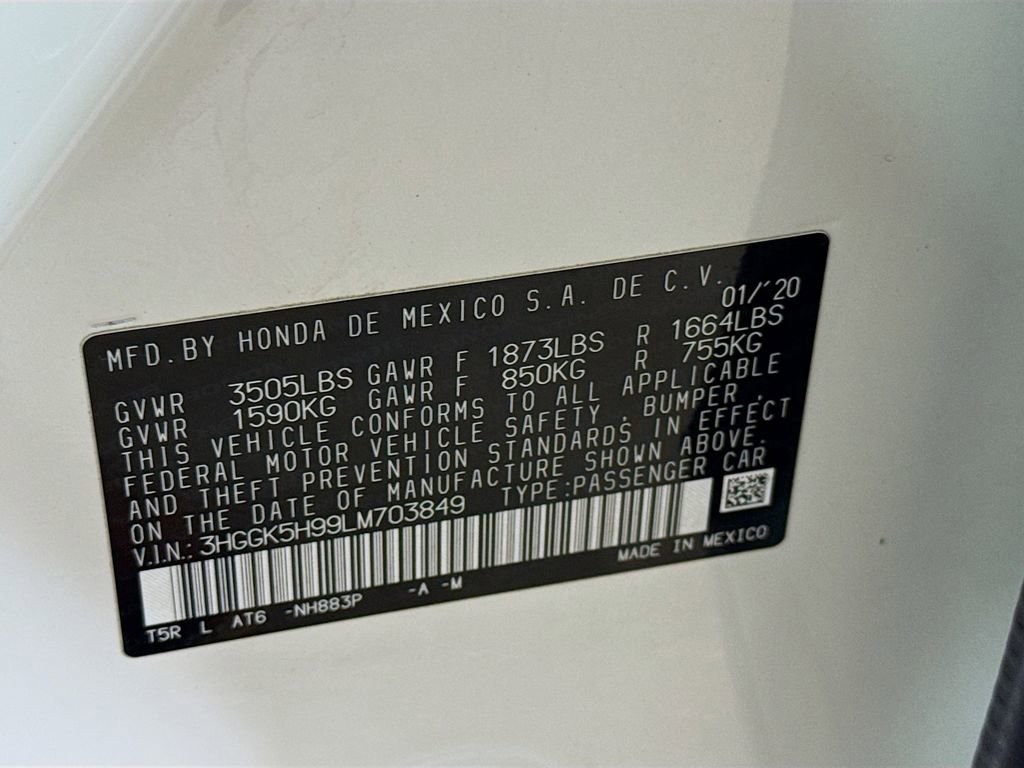 MFD.BY HONDA DE MEXICO S.A. DE C.V.
01/'20
GVWR 3505LBS GAWR F 1873LBS R 1664LBS
GVWR 1590KG GAWR F 850KG R 755KG
THIS VEHICLE CONFORMS TO ALL APPLICABLE
FEDERAL MOTOR VEHICLE SAFETY, BUMPER,
AND THEFT PREVENTION STANDARDS IN EFFECT
ON THE DATE OF MANUFACTURE SHOWN ABOVE.
V.I.N.: 3HGGK5H99LM703849 TYPE:PASSENGER CAR
MADE IN MEXICO
T5R L AT6 -NH883P -A -M